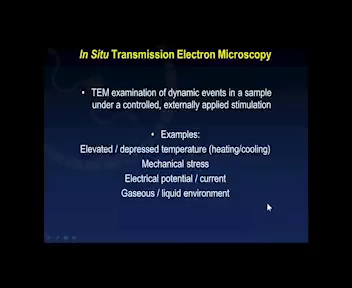 In Situ Transmission Electron Microscopy
• TEM examination of dynamic events in a sample
under a controlled, externally applied stimulation
• Examples:
Elevated / depressed temperature (heating/cooling)
Mechanical stress
Electrical potential / current
Gaseous / liquid environment